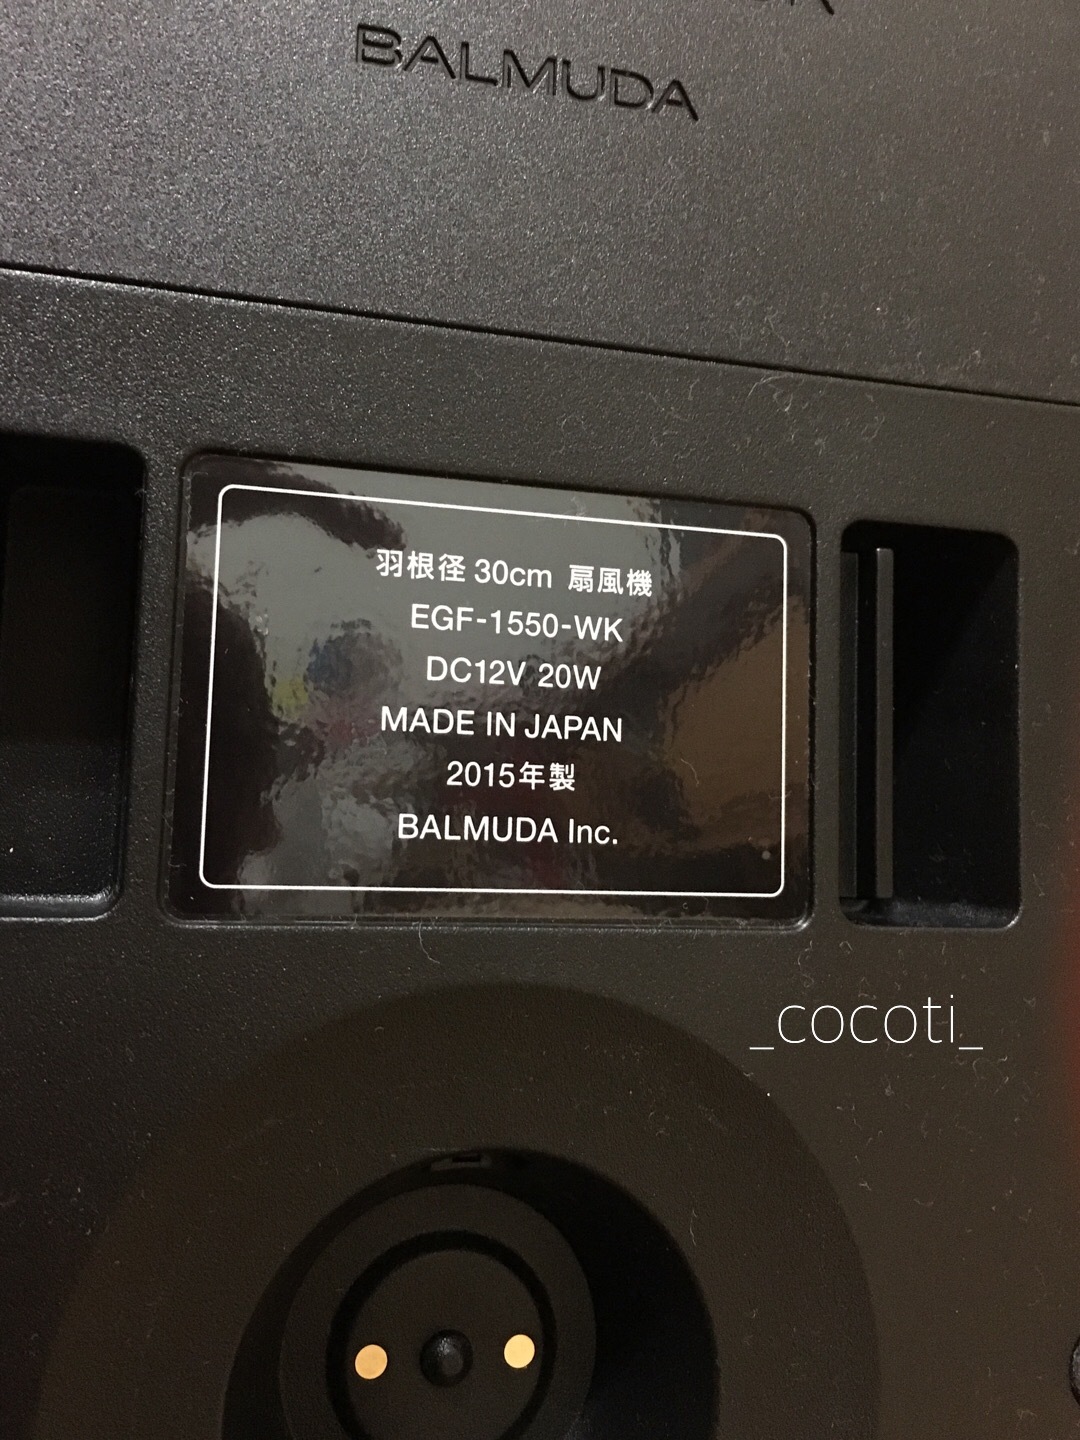 BALMUDA
羽根径 30cm 扇風機
EGF-1550-WK
DC12V 20W
MADE IN JAPAN
2015年製
BALMUDA Inc.
_cocoti_